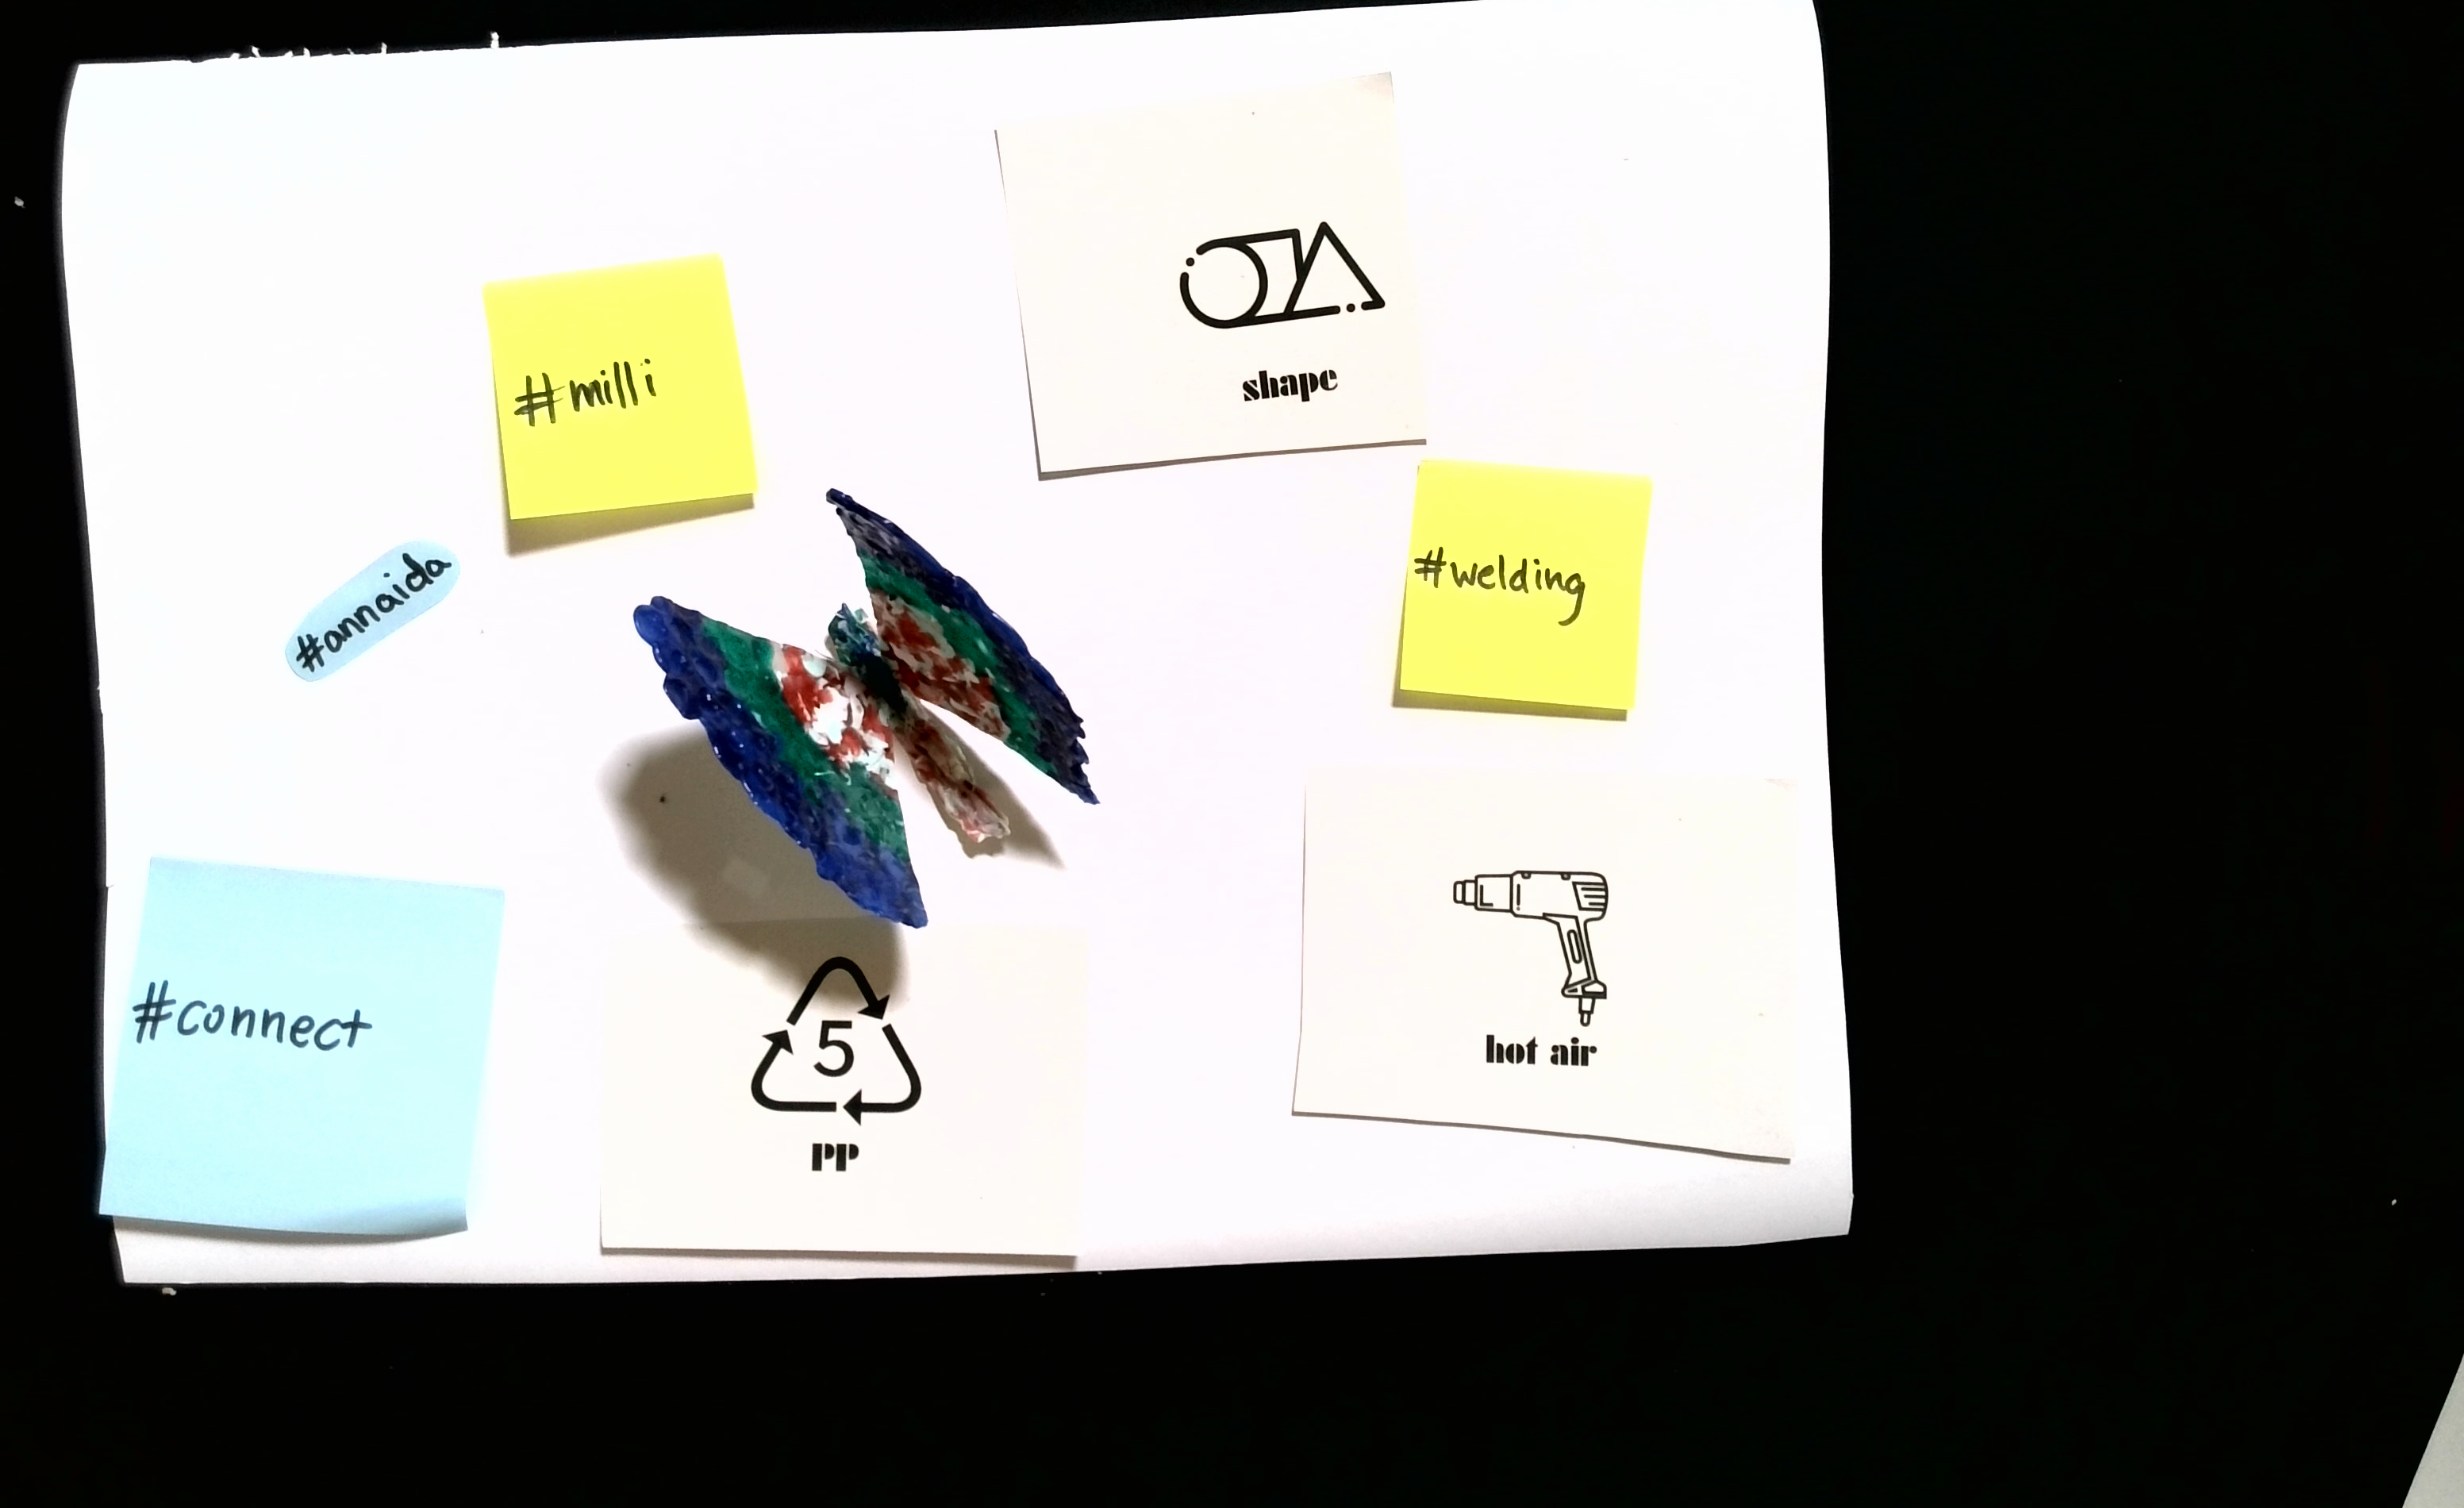 shape
#milli
#welding
#annaida
#connect
5
PP
hot air